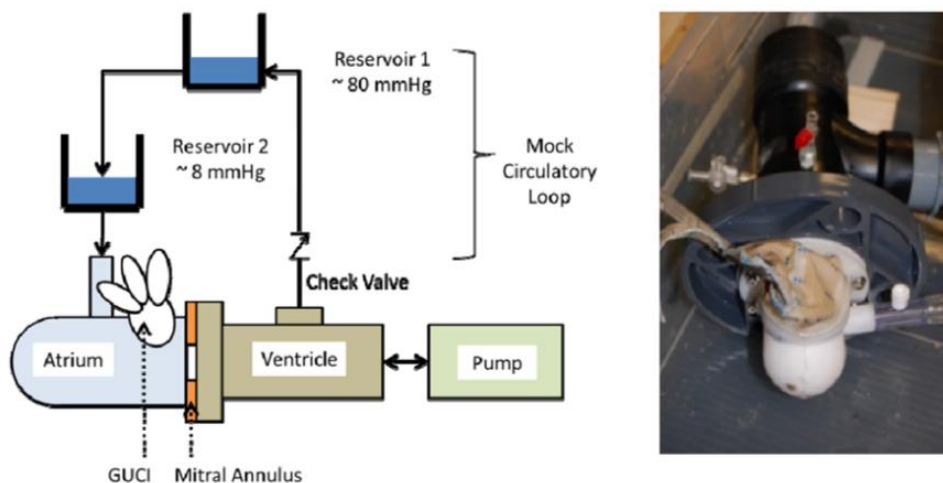 Reservoir 1
~ 80 mmHg
Reservoir 2
~ 8 mmHg
Mock
Circulatory
Loop
Check Valve
Atrium
Ventricle
Pump
GUCI
Mitral Annulus